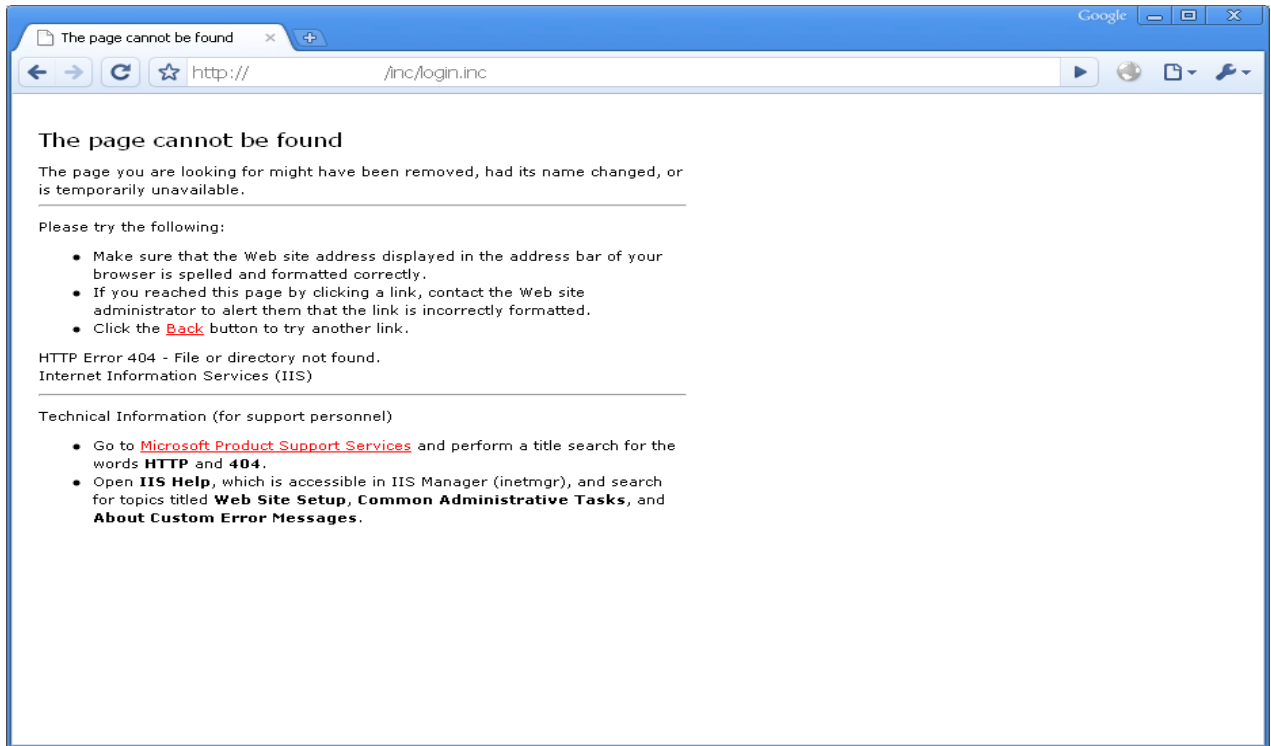 Google
The page cannot be found
http:// /inc/login.inc
The page cannot be found
The page you are looking for might have been removed, had its name changed, or
is temporarily unavailable.
Please try the following:
• Make sure that the Web site address displayed in the address bar of your
browser is spelled and formatted correctly.
• If you reached this page by clicking a link, contact the Web site
administrator to alert them that the link is incorrectly formatted.
• Click the Back button to try another link.
HTTP Error 404 - File or directory not found.
Internet Information Services (IIS)
Technical Information (for support personnel)
• Go to Microsoft Product Support Services and perform a title search for the
words HTTP and 404.
• Open IIS Help, which is accessible in IIS Manager (inetmgr), and search
for topics titled Web Site Setup, Common Administrative Tasks, and
About Custom Error Messages.